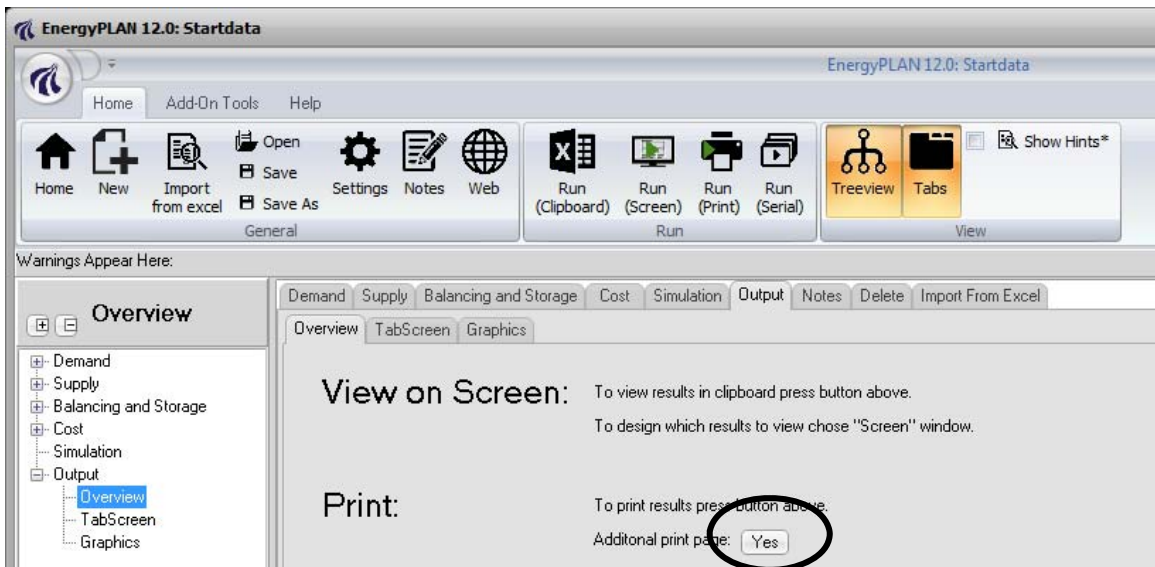 EnergyPLAN 12.0: Startdata
EnergyPLAN 12.0: Startdata
Home Add-On Tools Help
Home
New
Import
from excel
Open
Save
Save As
Settings
Notes
Web
General
Run
(Clipboard)
Run
(Screen)
Run
(Print)
Run
(Serial)
Run
Treeview
Tabs
Show Hints*
View
Warnings Appear Here:
Overview
Demand
Supply
Balancing and Storage
Cost
Simulation
Output
Overview
TabScreen
Graphics
Demand Supply Balancing and Storage Cost Simulation Output Notes Delete Import From Excel
Overview TabScreen Graphics
View on Screen:
To view results in clipboard press button above.
To design which results to view chose "Screen" window.
Print:
To print results press button above.
Additonal print page: Yes